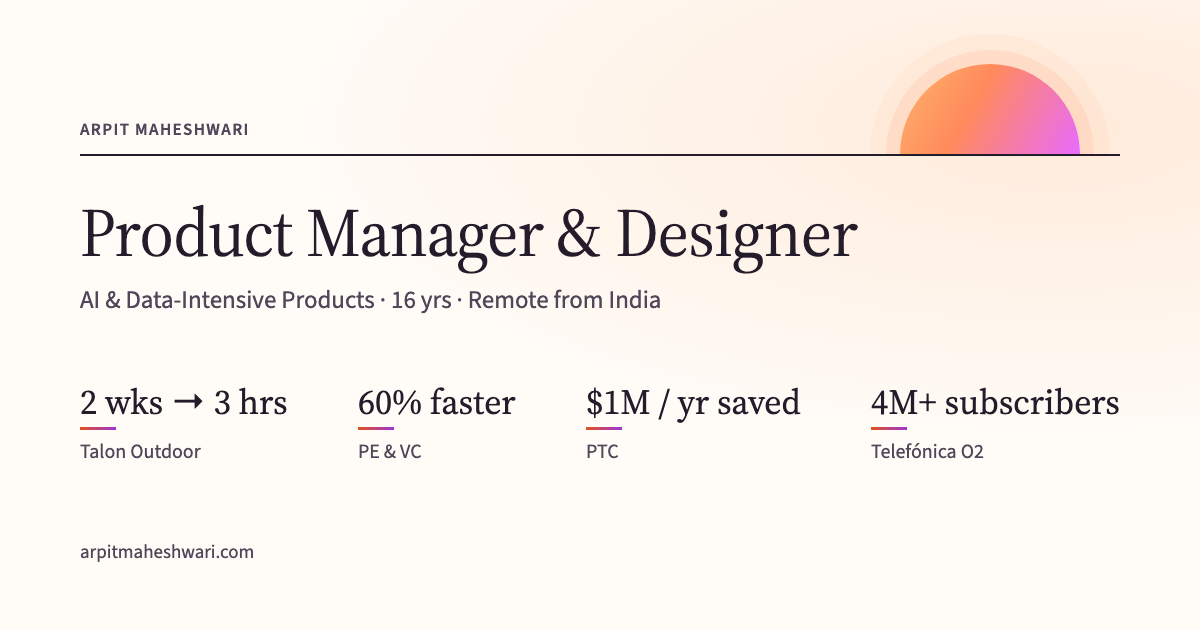 ARPIT MAHESHWARI
Product Manager & Designer
AI & Data-Intensive Products · 16 yrs · Remote from India
2 wks → 3 hrs
Talon Outdoor
60% faster
PE & VC
$1M / yr saved
PTC
4M+ subscribers
Telefónica O2
arpitmaheshwari.com